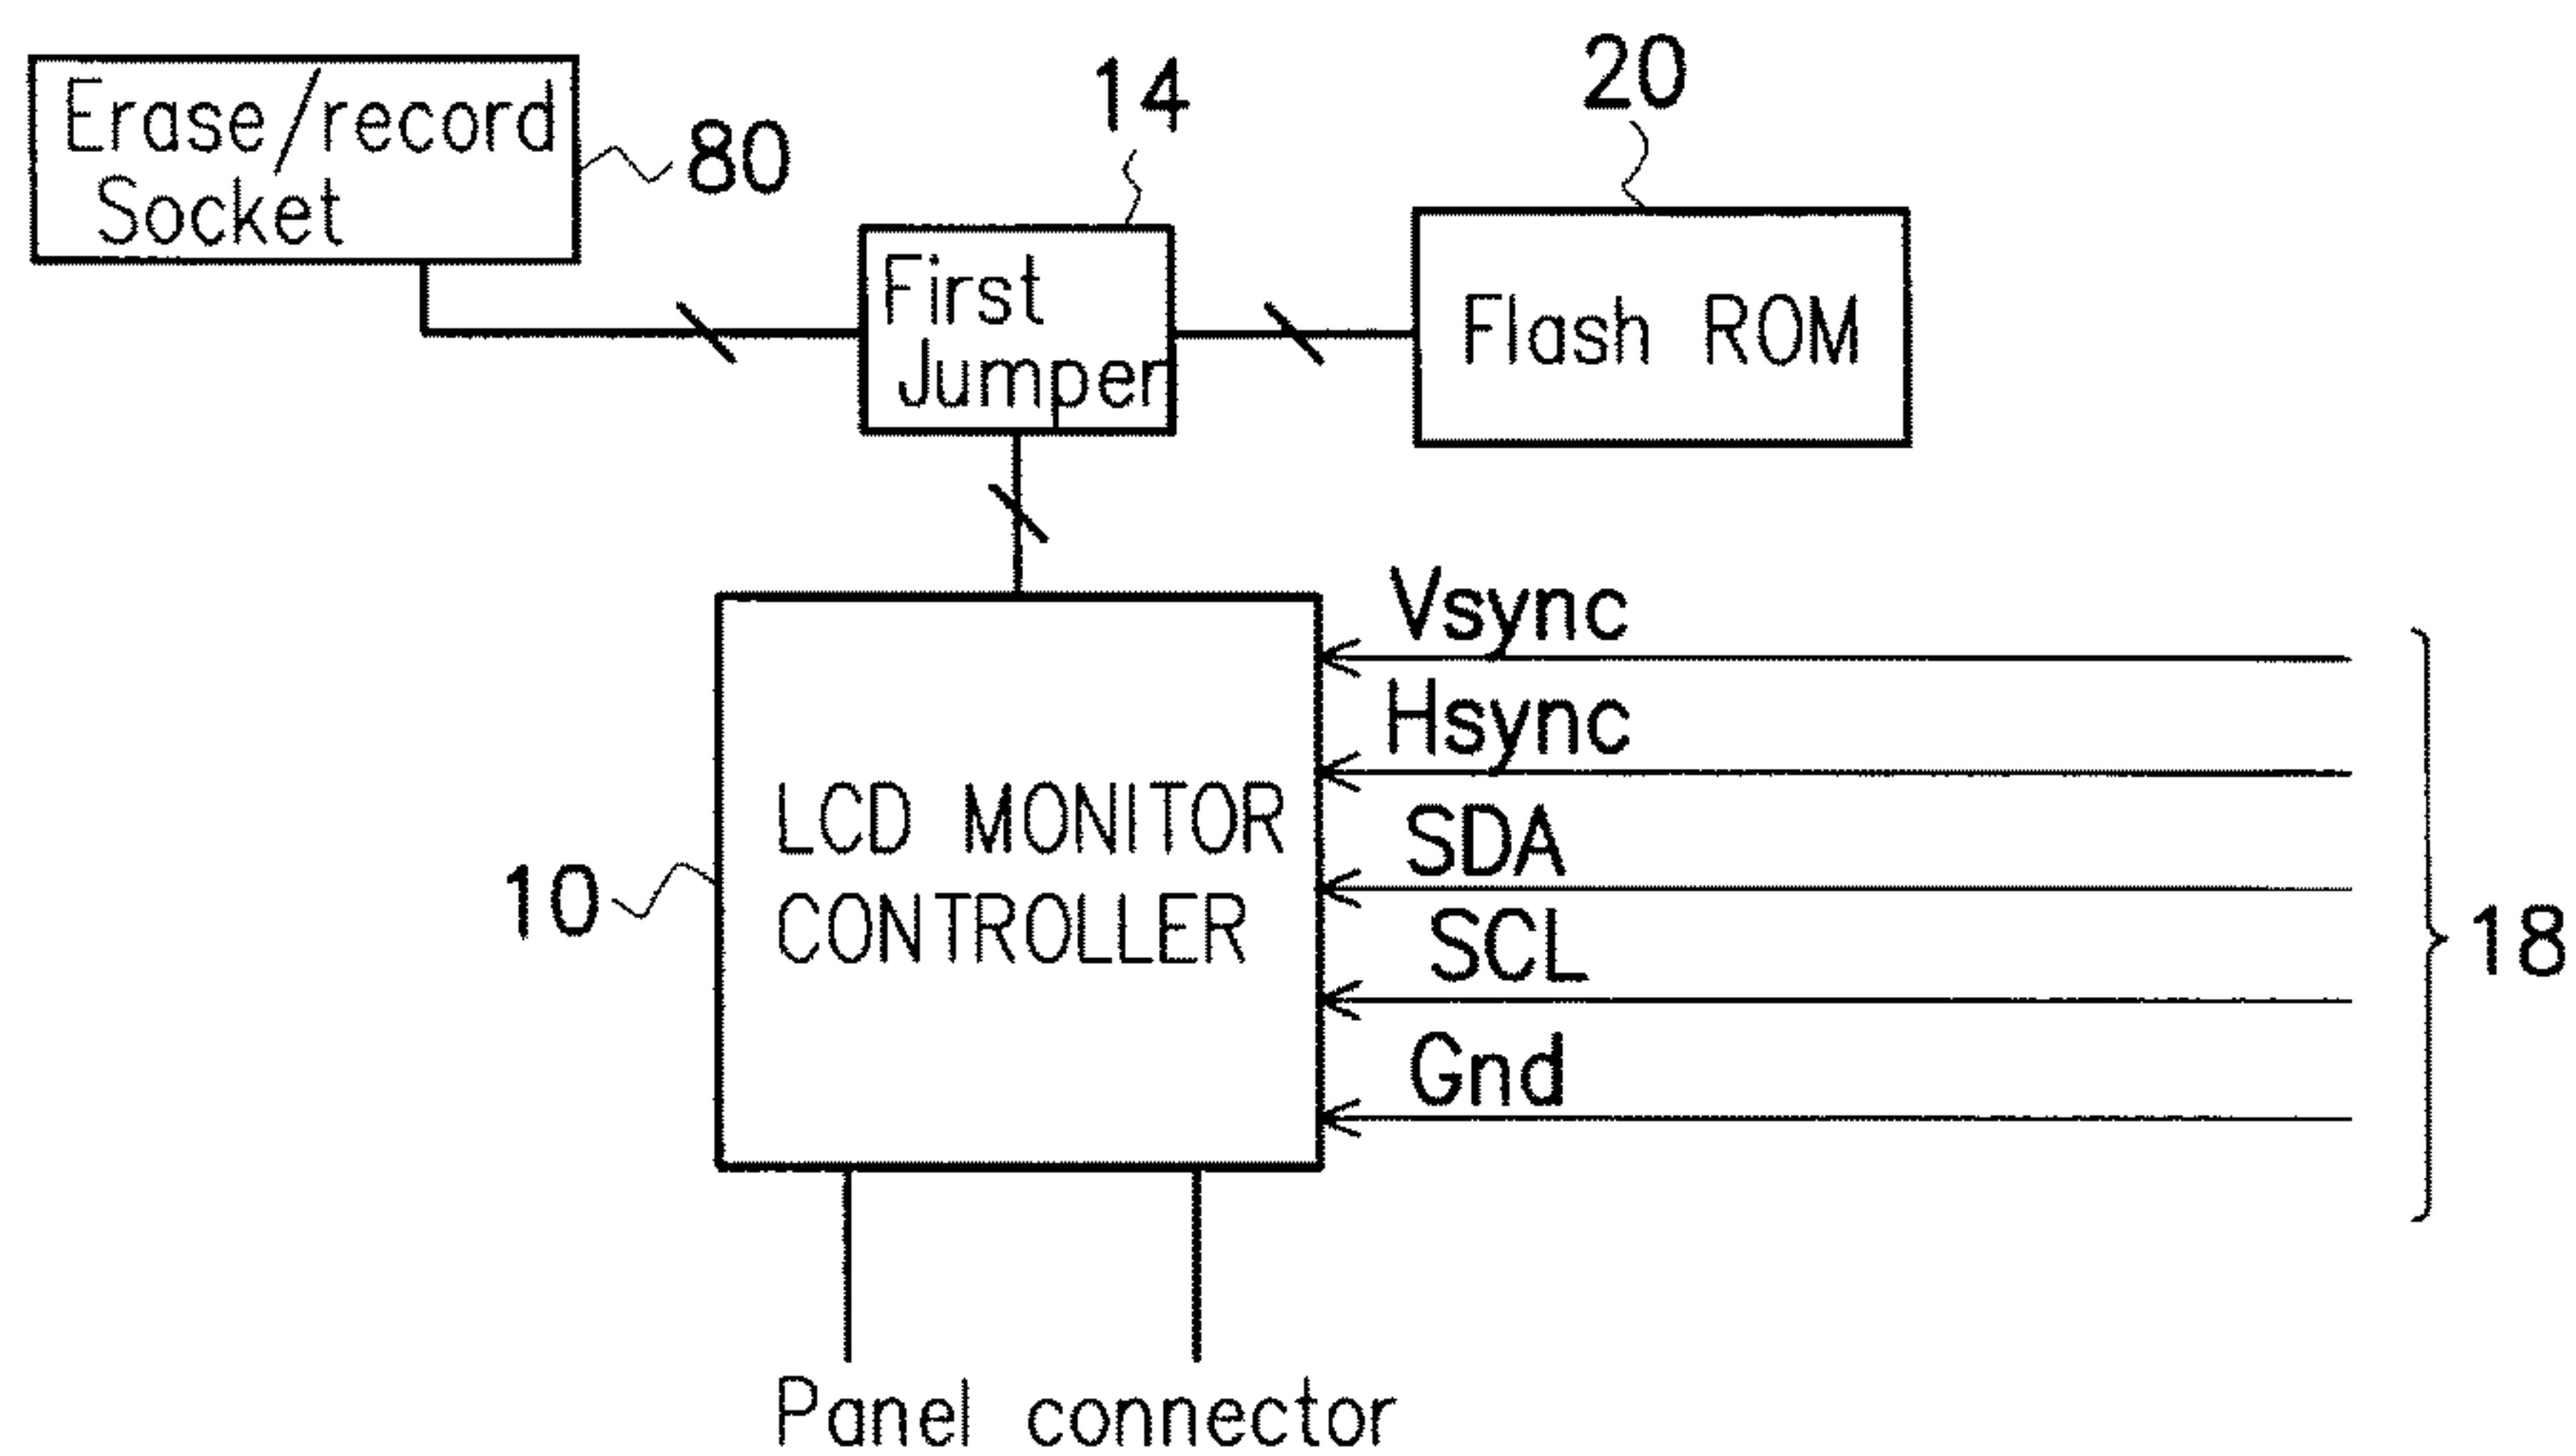 Erase/record
Socket
80
14
20
First
Jumper
Flash ROM
Vsync
Hsync
SDA
SCL
Gnd
LCD MONITOR
CONTROLLER
10
18
Panel connector